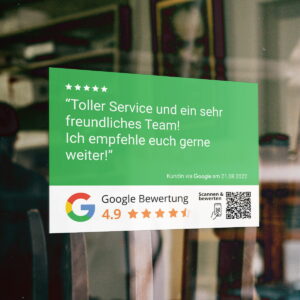 “Toller Service und ein sehr
freundliches Team!
Ich empfehle euch gerne
weiter!”
Kundin via Google am 21.08.2022
Google Bewertung
4.9
Scannen &
bewerten